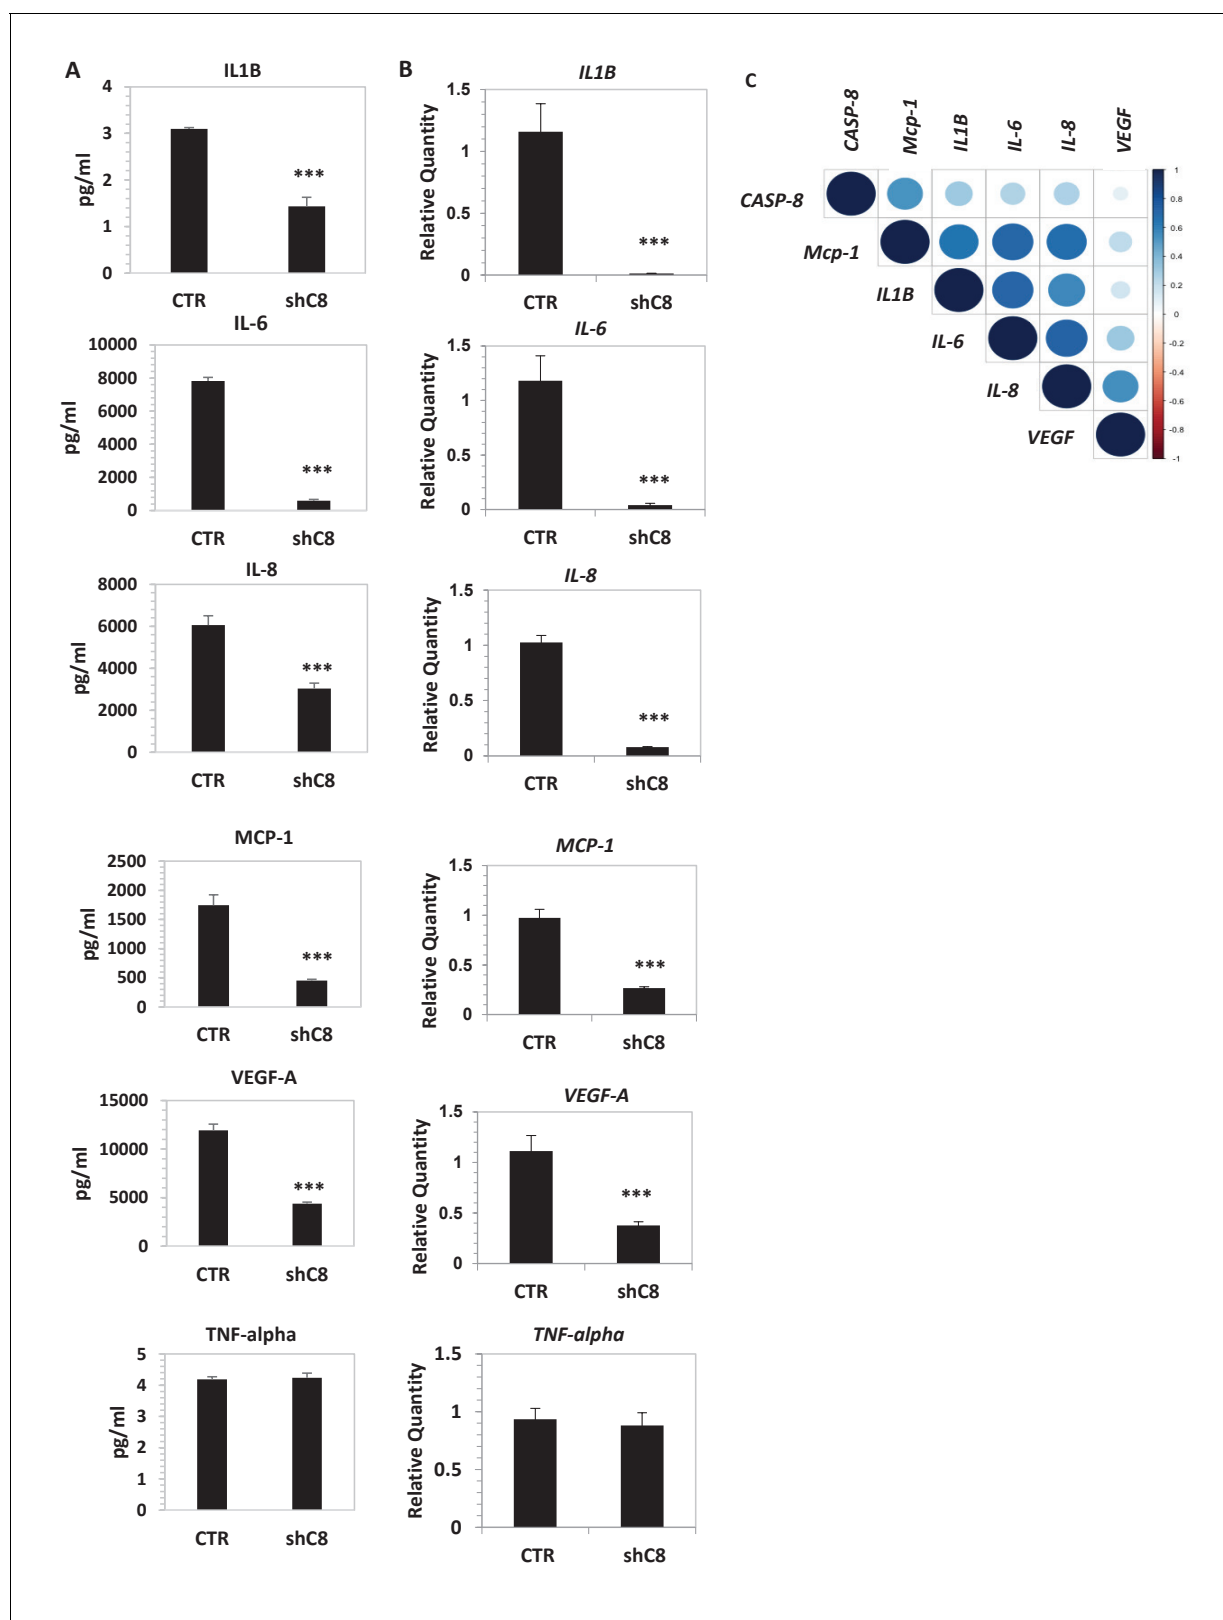 A
IL1B
pg/ml
4
3
2
1
0
***
CTR
shC8
IL-6
pg/ml
10000
8000
6000
4000
2000
0
***
CTR
shC8
IL-8
pg/ml
8000
6000
4000
2000
0
***
CTR
shC8
MCP-1
pg/ml
2500
2000
1500
1000
500
0
***
CTR
shC8
VEGF-A
pg/ml
15000
10000
5000
0
***
CTR
shC8
TNF-alpha
pg/ml
5
4
3
2
1
0
CTR
shC8
B
IL1B
Relative Quantity
1.5
1
0.5
0
***
CTR
shC8
IL-6
Relative Quantity
1.5
1
0.5
0
***
CTR
shC8
IL-8
Relative Quantity
1.5
1
0.5
0
***
CTR
shC8
MCP-1
Relative Quantity
1.5
1
0.5
0
***
CTR
shC8
VEGF-A
Relative Quantity
1.5
1
0.5
0
***
CTR
shC8
TNF-alpha
Relative Quantity
1.5
1
0.5
0
CTR
shC8
C
CASP-8
Mcp-1
IL1B
IL-6
IL-8
VEGF
CASP-8
Mcp-1
IL1B
IL-6
IL-8
VEGF
1
0.8
0.6
0.4
0.2
0
-0.2
-0.4
-0.6
-0.8
-1